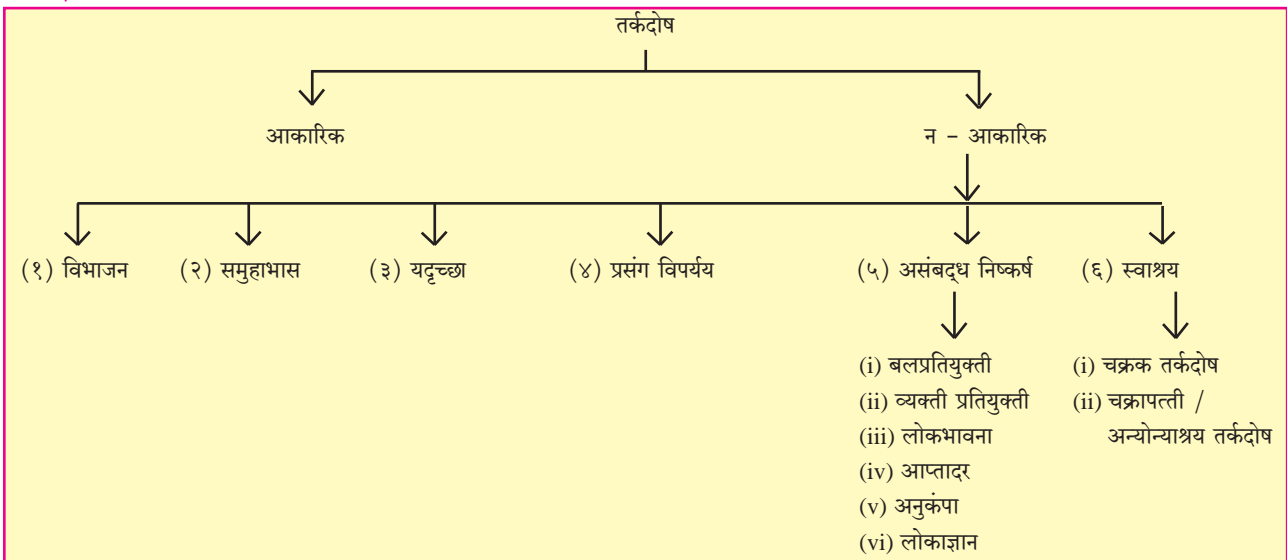 तर्कदोष
आकारिक
न - आकारिक
(१) विभाजन
(२) समुहाभास
(३) यदृच्छा
(४) प्रसंग विपर्यय
(५) असंबद्ध निष्कर्ष
(६) स्वाश्रय
(i) बलप्रतियुक्ती
(ii) व्यक्ती प्रतियुक्ती
(iii) लोकभावना
(iv) आप्तादर
(v) अनुकंपा
(vi) लोकाज्ञान
(i) चक्रक तर्कदोष
(ii) चक्रापत्ती /
अन्योन्याश्रय तर्कदोष